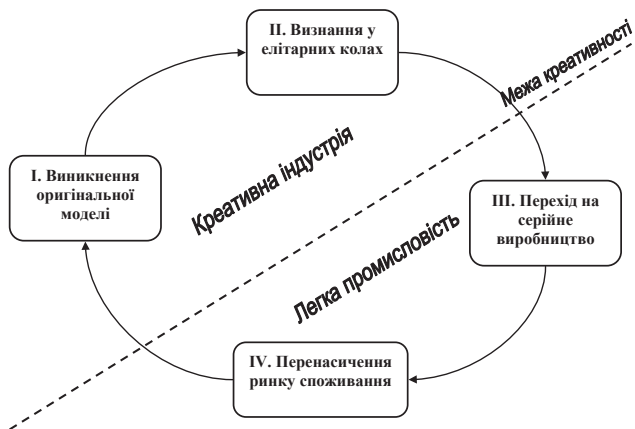 II. Визнання у
елітарних колах
Межа креативності
Креативна індустрія
I. Виникнення
оригінальної
моделі
III. Перехід на
серійне
виробництво
Легка промисловість
IV. Перенасичення
ринку споживання